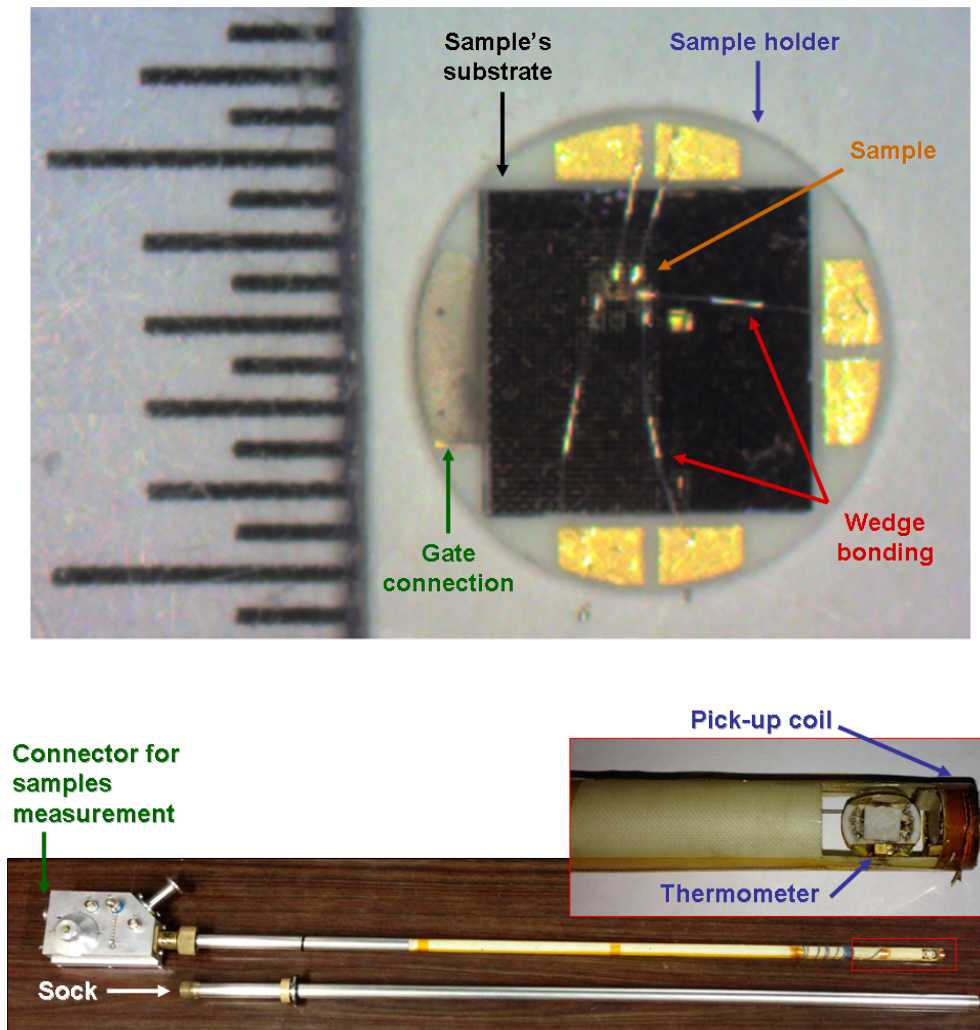 Sample's
substrate
Sample holder
Sample
Gate
connection
Wedge
bonding
Pick-up coil
Connector for
samples
measurement
Thermometer
Sock